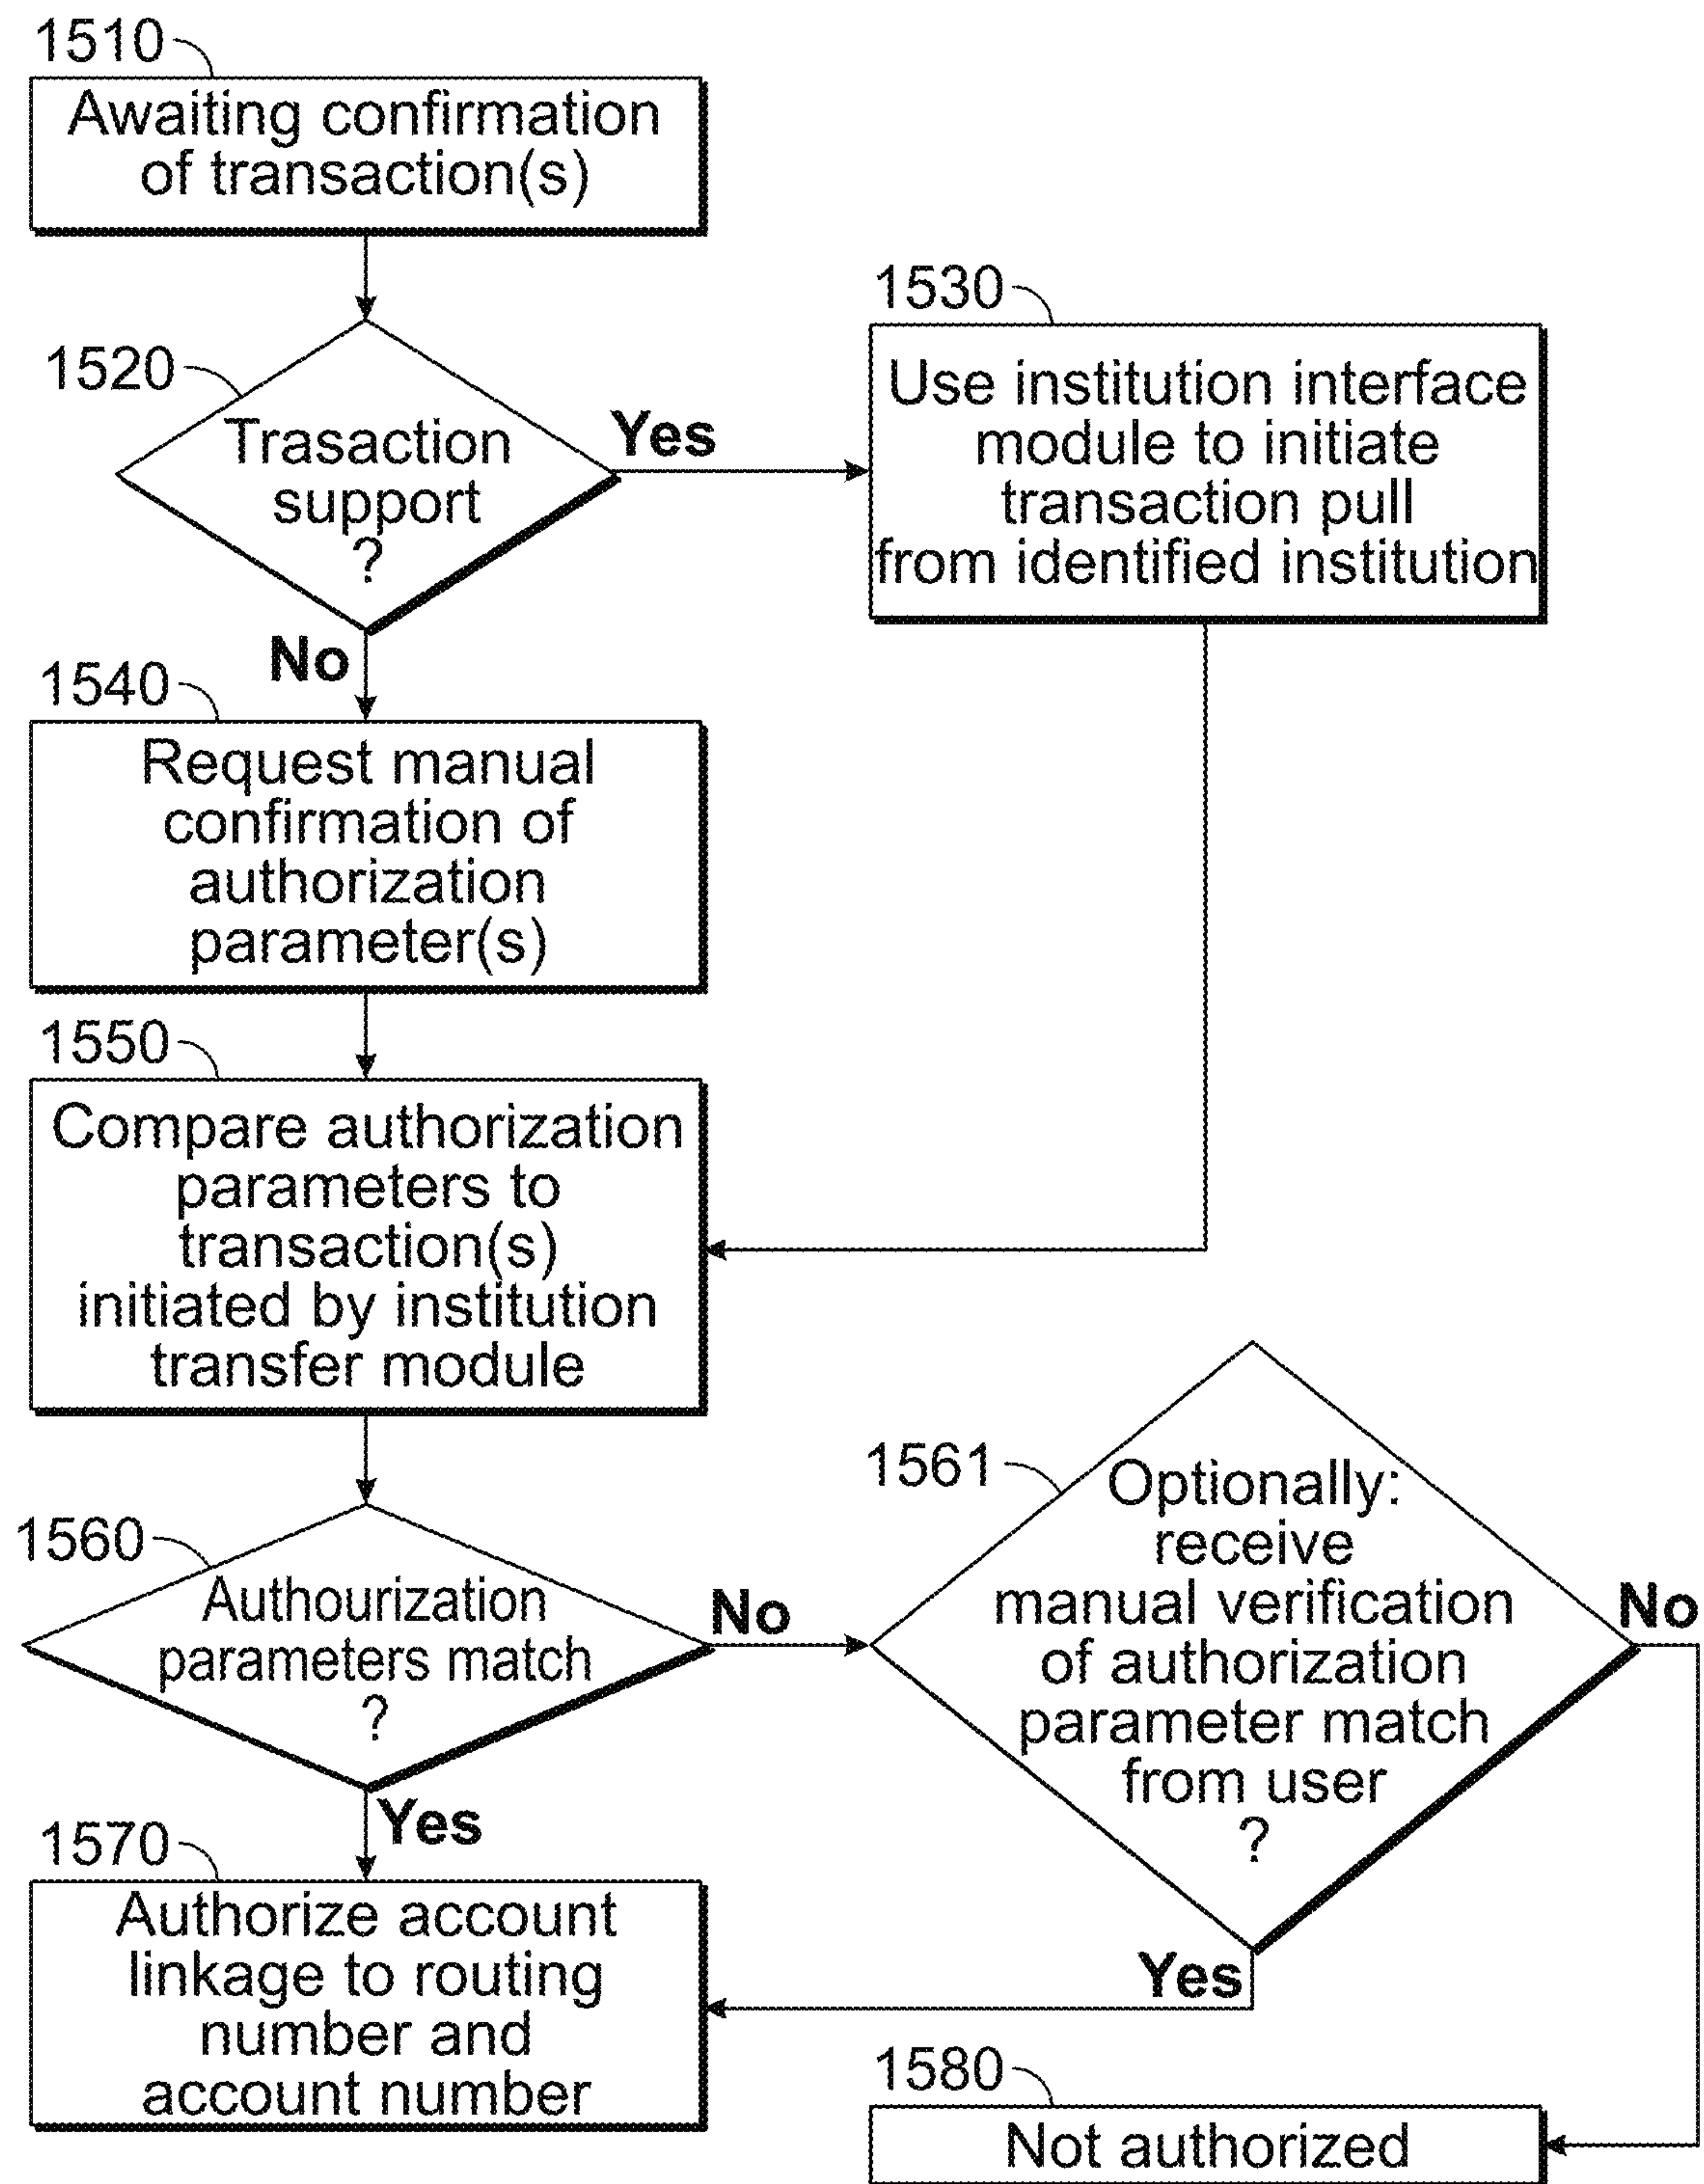 1510
Awaiting confirmation
of transaction(s)
1520
Trasaction
support
?
Yes
No
1530
Use institution interface
module to initiate
transaction pull
from identified institution
1540
Request manual
confirmation of
authorization
parameter(s)
1550
Compare authorization
parameters to
transaction(s)
initiated by institution
transfer module
1560
Authourization
parameters match
?
No
Yes
1561
Optionally:
receive
manual verification
of authorization
parameter match
from user
?
No
Yes
1570
Authorize account
linkage to routing
number and
account number
1580
Not authorized